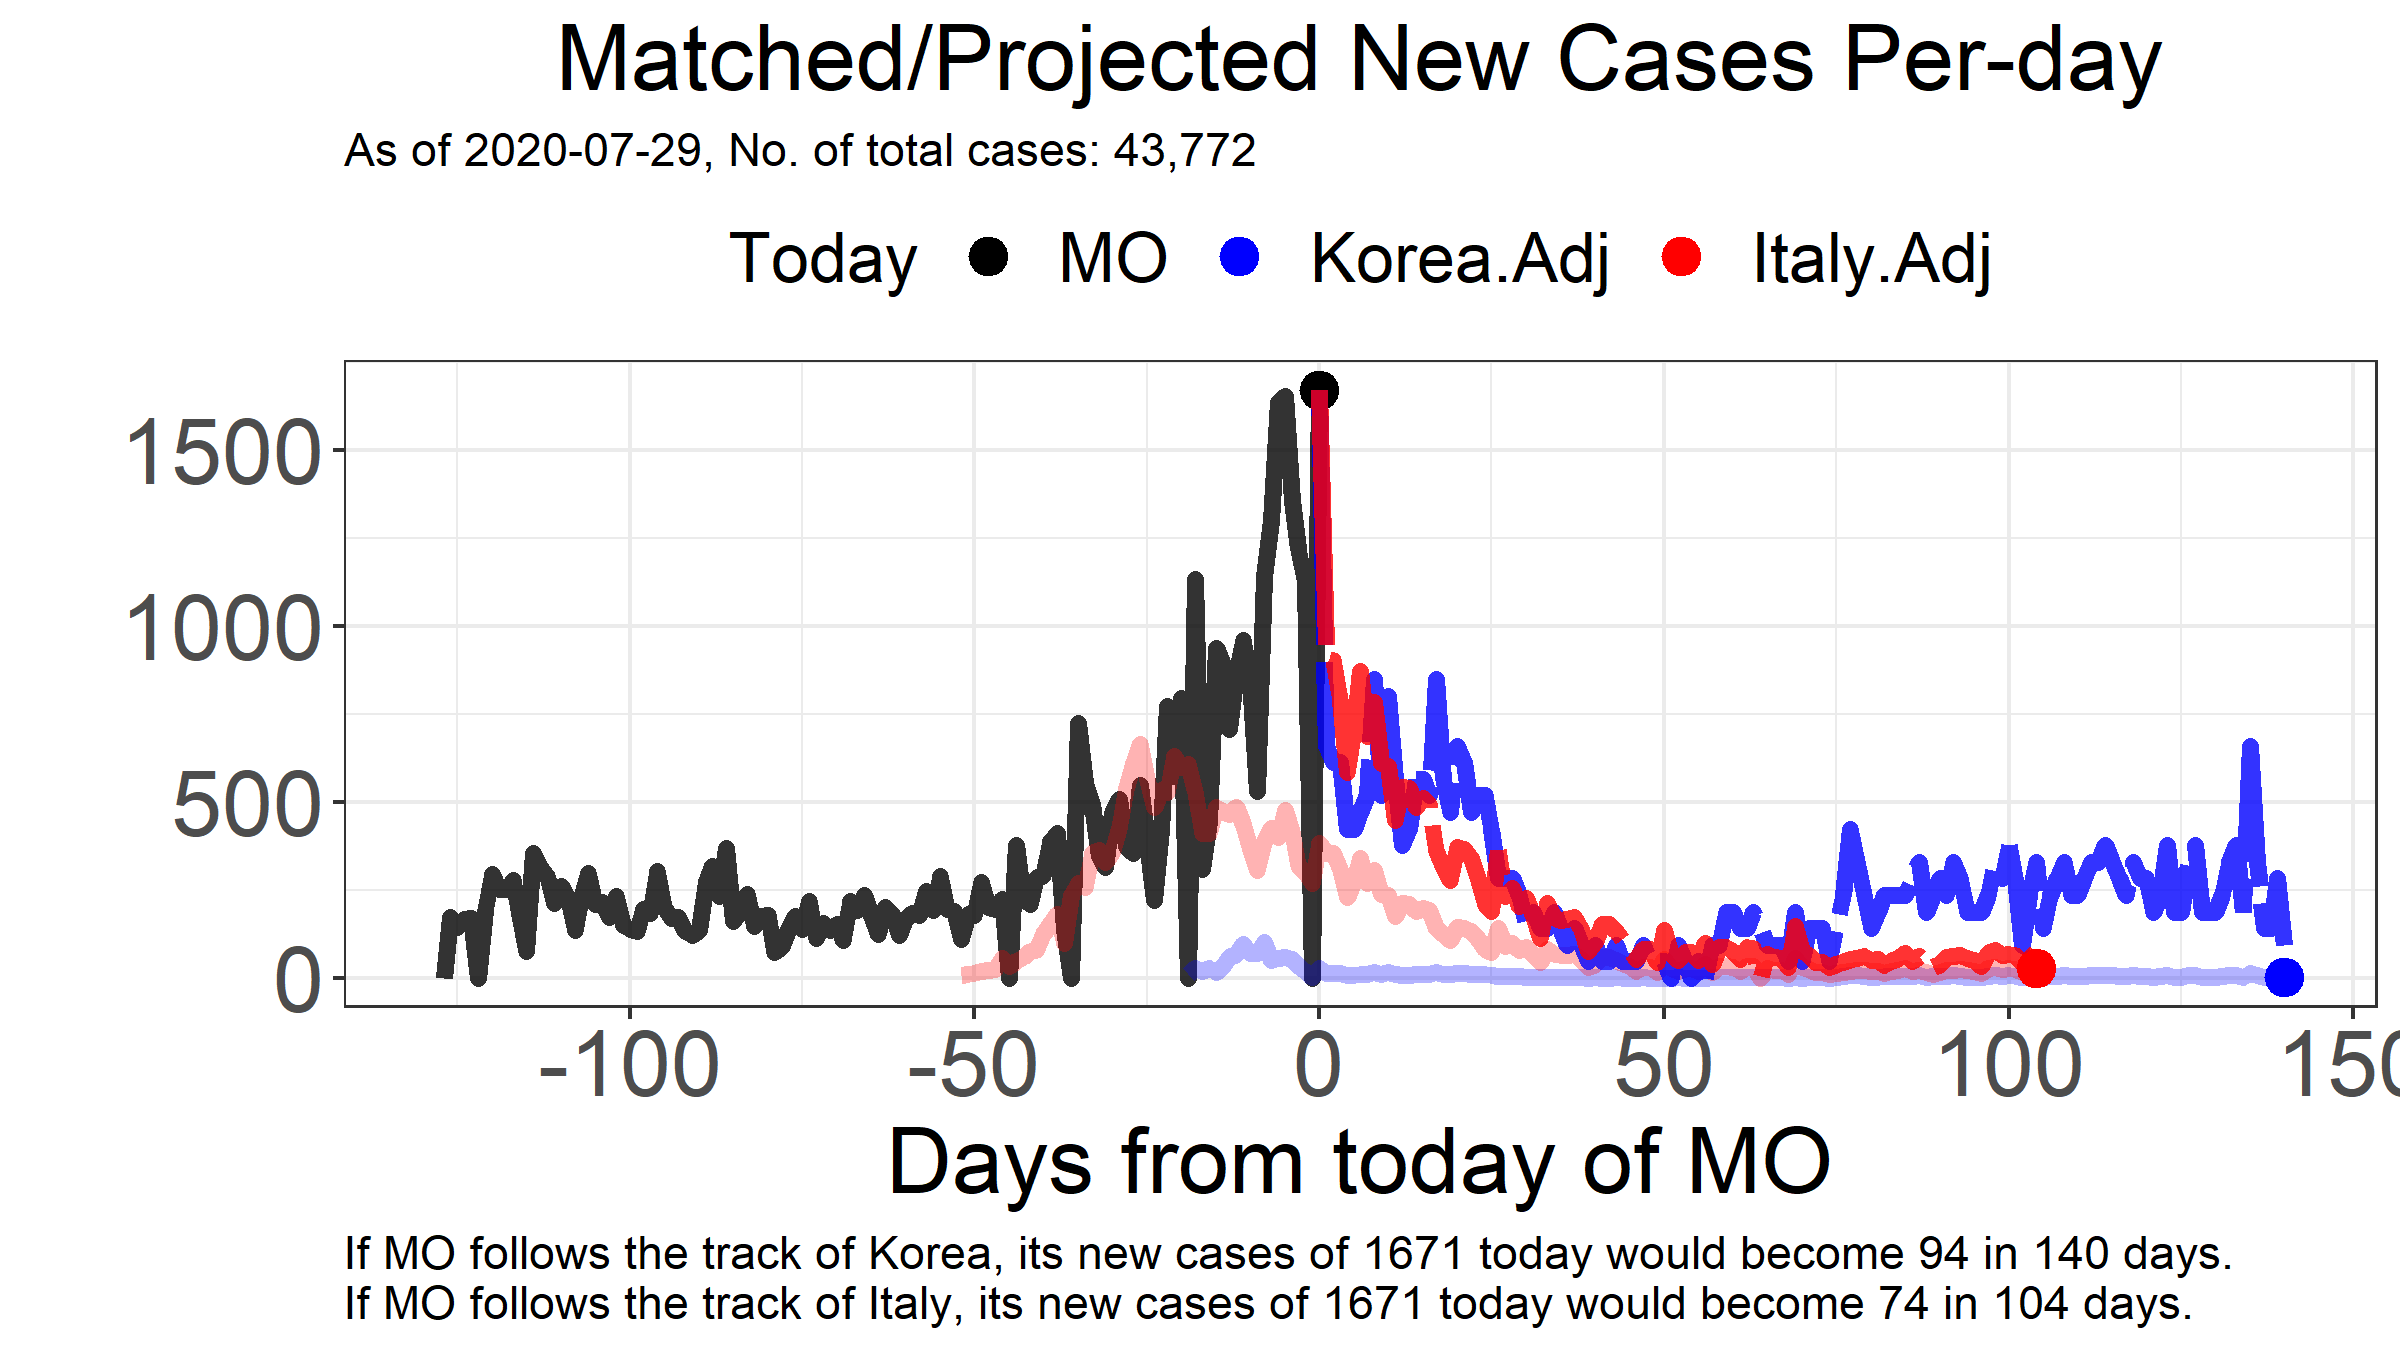 Matched/Projected New Cases Per-day
As of 2020-07-29, No. of total cases: 43,772
Today MO Korea.Adj Italy.Adj
1500
1000
500
0
-100 -50 0 50 100 150
Days from today of MO
If MO follows the track of Korea, its new cases of 1671 today would become 94 in 140 days.
If MO follows the track of Italy, its new cases of 1671 today would become 74 in 104 days.